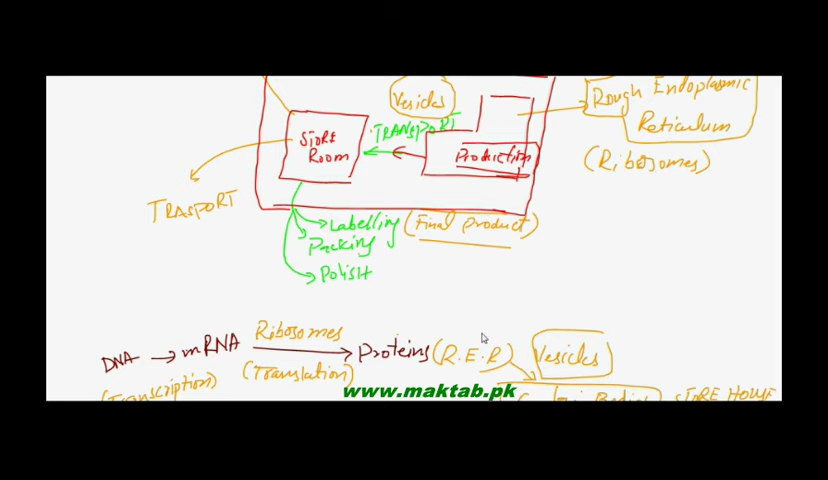 Vesicles
Rough Endoplasmic
Reticulum
(Ribosomes)
TRANSPORT
STORE
ROOM
Production
TRASPORT
Labelling (Final product)
Packing
Polish
DNA → mRNA Ribosomes → Proteins (R.E.R) Vesicles
(Transcription) (Translation)
www.maktab.pk
STORE HOUSE